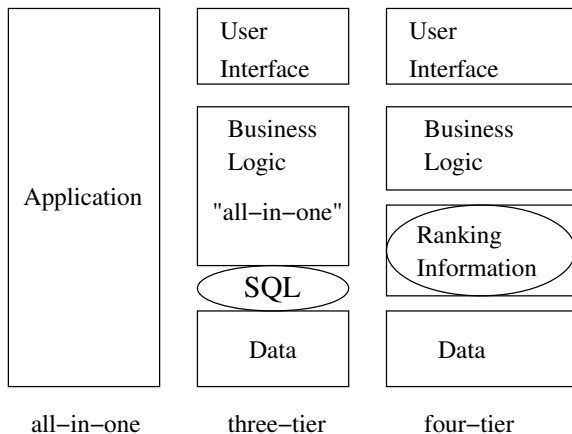 Application
all−in−one
User
Interface
Business
Logic
"all−in−one"
SQL
Data
three−tier
User
Interface
Business
Logic
Ranking
Information
Data
four−tier